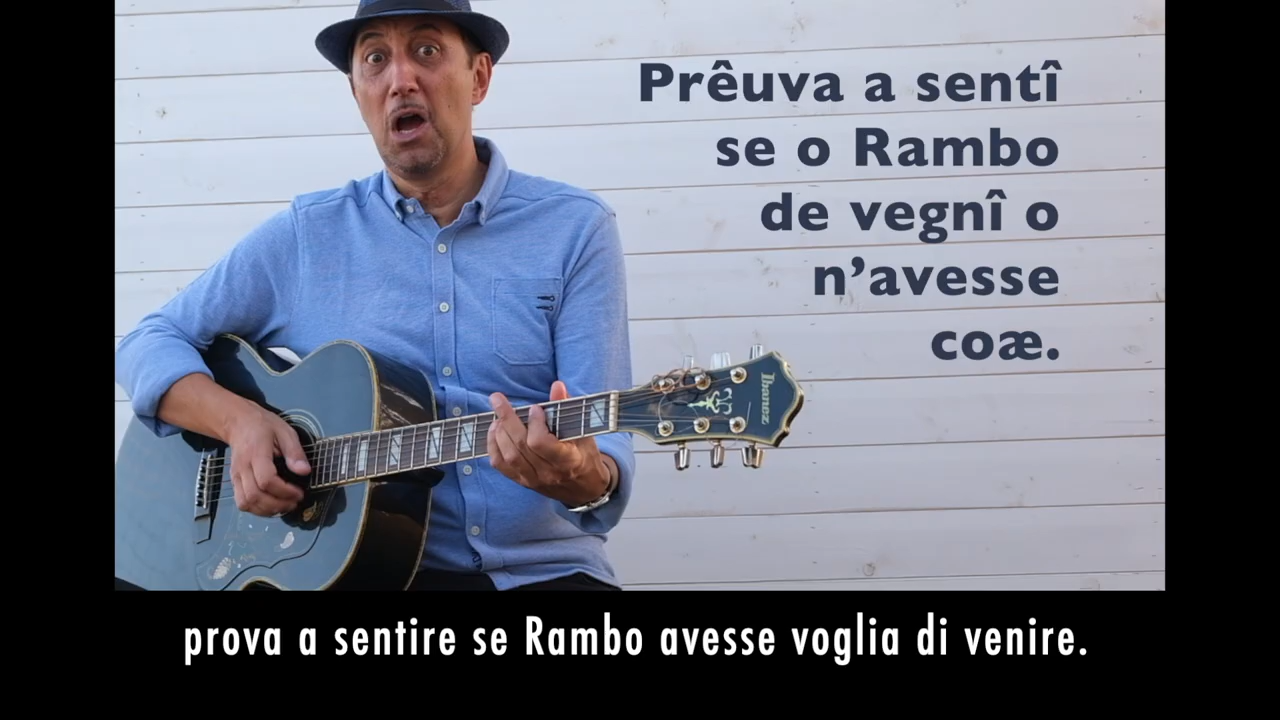 Prêuva a sentî
se o Rambo
de vegnî o
n’avesse
coæ.
Ibanez
prova a sentire se Rambo avesse voglia di venire.